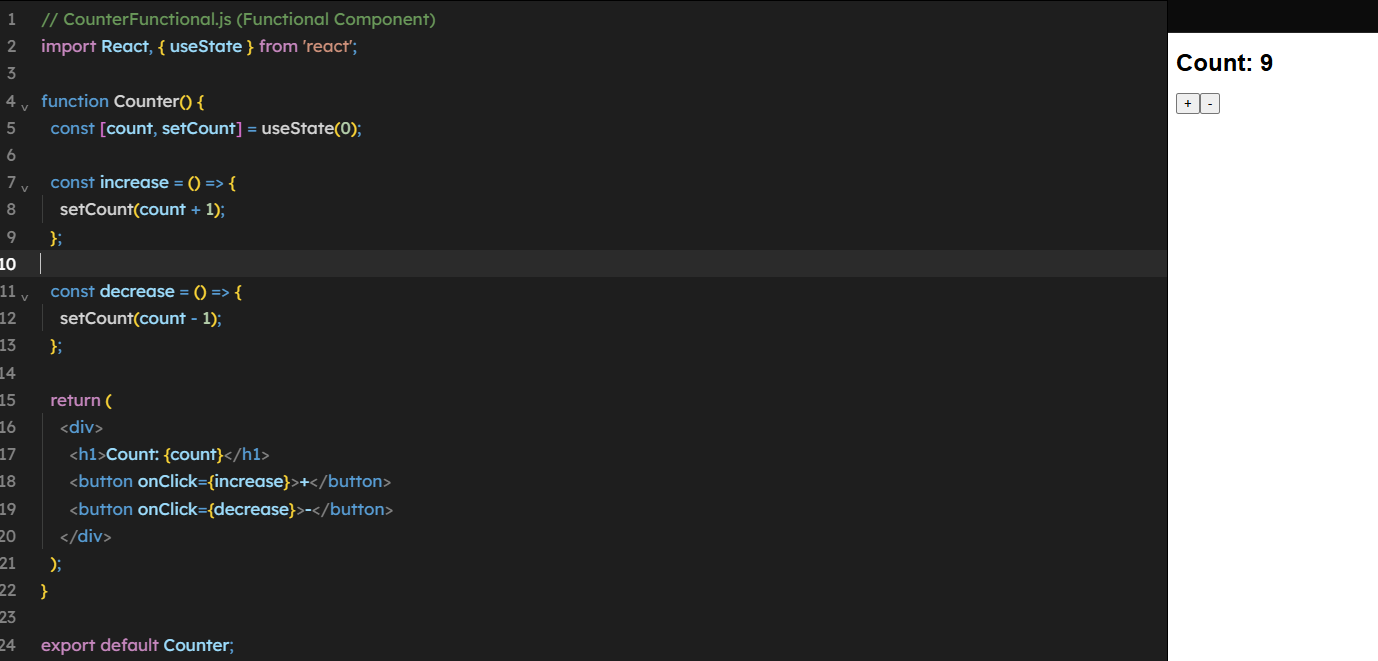 1 // CounterFunctional.js (Functional Component)
2 import React, { useState } from 'react';
3
4 function Counter() {
5 const [count, setCount] = useState(0);
6
7 const increase = () => {
8 setCount(count + 1);
9 };
10
11 const decrease = () => {
12 setCount(count - 1);
13 };
14
15 return (
16 <div>
17 <h1>Count: {count}</h1>
18 <button onClick={increase}>+</button>
19 <button onClick={decrease}>-</button>
20 </div>
21 );
22 }
23
24 export default Counter;
Count: 9
+ -